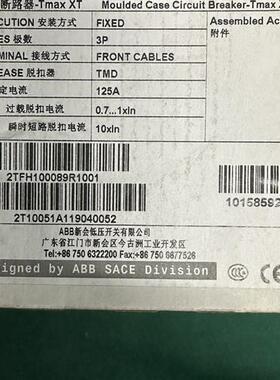 断路器-Tmax XT Moulded Case Circuit Breaker-Tmax
CUTION 安装方式 FIXED Assembled Ac
ES 极数 3P 附件
MINAL 接线方式 FRONT CABLES
EASE 脱扣器 TMD
定电流 125A
过载脱扣电流 0.7...1xIn
瞬时短路脱扣电流 10xIn
2TFH100089R1001
1015859
2T10051A119040052
ABB新会低压开关有限公司
广东省江门市新会区今古洲工业开发区
Tel:+86 750 6322200 Fax:+86 750 6677526
igned by ABB SACE Division